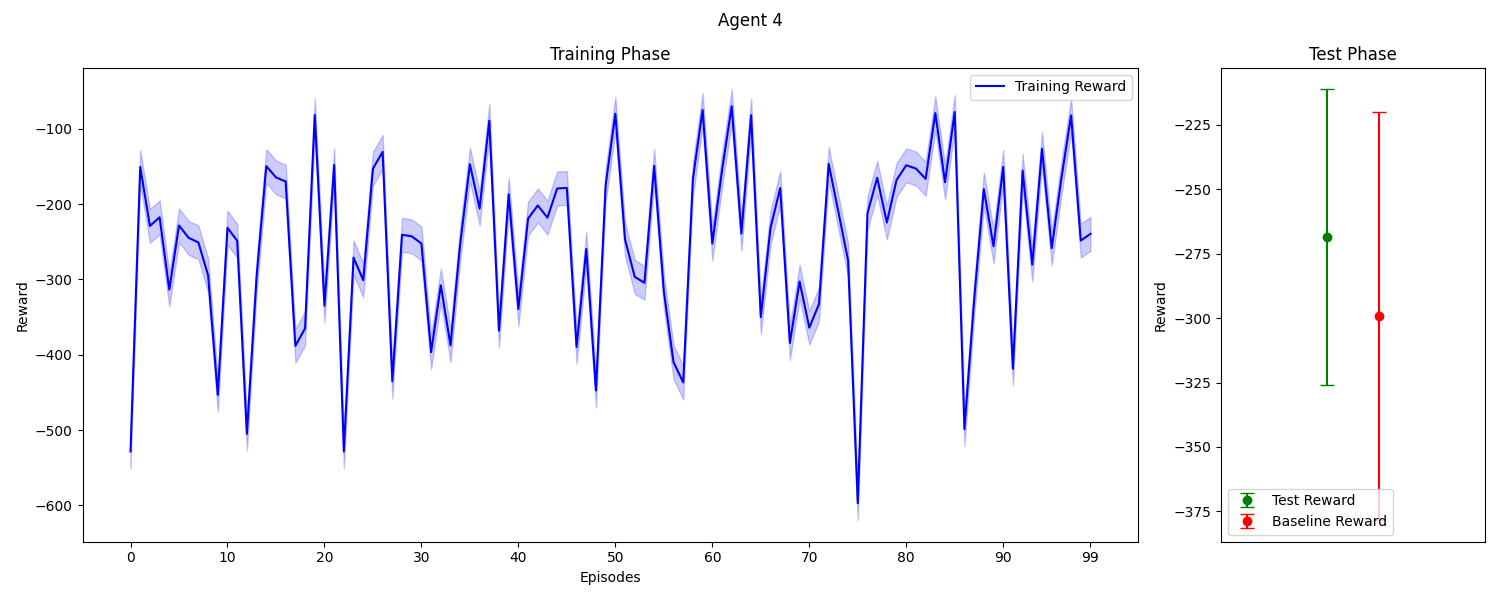 Agent 4
Training Phase
Training Reward
−100
−200
−300
−400
−500
−600
Reward
0 10 20 30 40 50 60 70 80 90 99
Episodes
Test Phase
−225
−250
−275
−300
−325
−350
−375
Reward
Test Reward
Baseline Reward